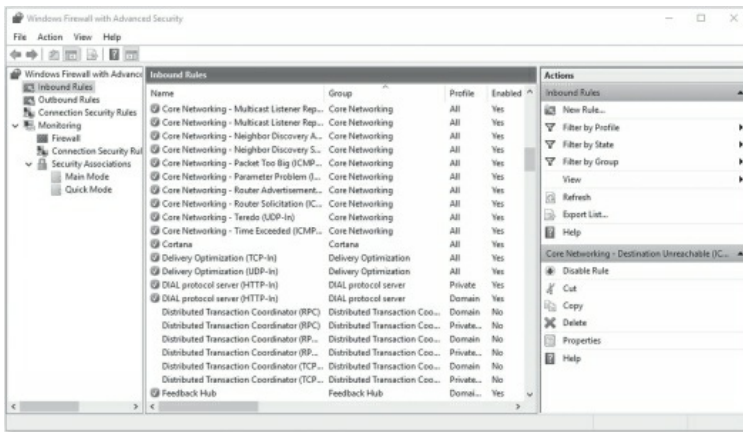 Windows Firewall with Advanced Security
File Action View Help
Windows Firewall with Advanc
Inbound Rules
Outbound Rules
Connection Security Rules
Monitoring
Firewall
Connection Security Rul
Security Associations
Main Mode
Quick Mode
Inbound Rules
Name Group Profile Enabled
Core Networking - Multicast Listener Rep... Core Networking All Yes
Core Networking - Multicast Listener Rep... Core Networking All Yes
Core Networking - Neighbor Discovery A... Core Networking All Yes
Core Networking - Neighbor Discovery S... Core Networking All Yes
Core Networking - Packet Too Big (ICMP... Core Networking All Yes
Core Networking - Parameter Problem (I... Core Networking All Yes
Core Networking - Router Advertisement... Core Networking All Yes
Core Networking - Router Solicitation (IC... Core Networking All Yes
Core Networking - Teredo (UDP-In) Core Networking All Yes
Core Networking - Time Exceeded (ICMP... Core Networking All Yes
Cortana Cortana All Yes
Delivery Optimization (TCP-In) Delivery Optimization All Yes
Delivery Optimization (UDP-In) Delivery Optimization All Yes
DIAL protocol server (HTTP-In) DIAL protocol server Private Yes
DIAL protocol server (HTTP-In) DIAL protocol server Domain Yes
Distributed Transaction Coordinator (RPC) Distributed Transaction Coo... Domain No
Distributed Transaction Coordinator (RPC) Distributed Transaction Coo... Private... No
Distributed Transaction Coordinator (RP... Distributed Transaction Coo... Domain No
Distributed Transaction Coordinator (RP... Distributed Transaction Coo... Private... No
Distributed Transaction Coordinator (TCP... Distributed Transaction Coo... Domain No
Distributed Transaction Coordinator (TCP... Distributed Transaction Coo... Private... No
Feedback Hub Feedback Hub Domai... Yes
Actions
Inbound Rules
New Rule...
Filter by Profile
Filter by State
Filter by Group
View
Refresh
Export List...
Help
Core Networking - Destination Unreachable (IC...
Disable Rule
Cut
Copy
Delete
Properties
Help